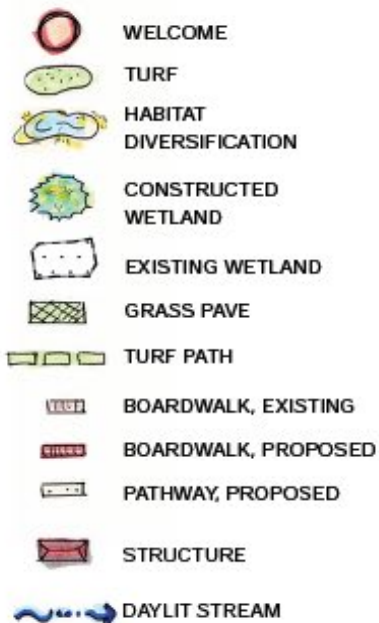 WELCOME
TURF
HABITAT
DIVERSIFICATION
CONSTRUCTED
WETLAND
EXISTING WETLAND
GRASS PAVE
TURF PATH
BOARDWALK, EXISTING
BOARDWALK, PROPOSED
PATHWAY, PROPOSED
STRUCTURE
DAYLIT STREAM